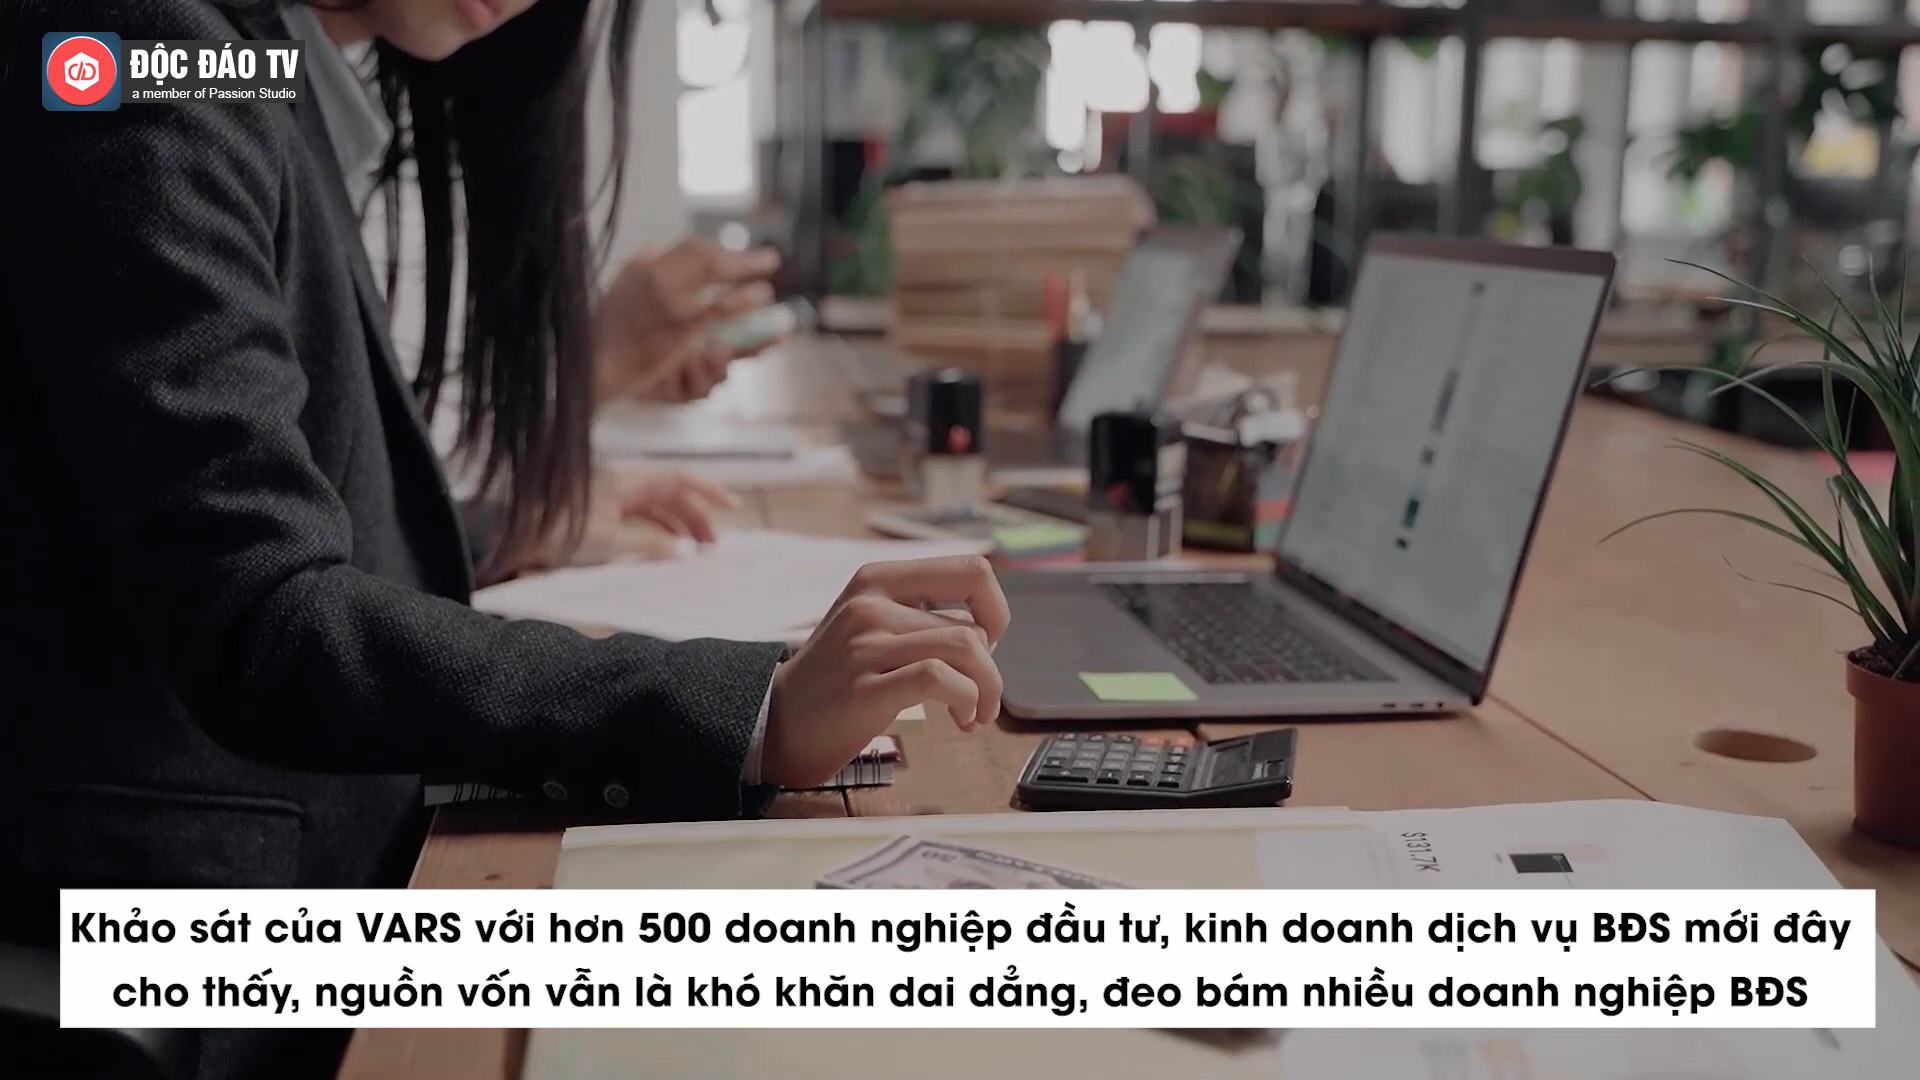 ĐỘC ĐÁO TV
a member of Passion Studio
$131.7K
20
Khảo sát của VARS với hơn 500 doanh nghiệp đầu tư, kinh doanh dịch vụ BĐS mới đây
cho thấy, nguồn vốn vẫn là khó khăn dai dẳng, đeo bám nhiều doanh nghiệp BĐS